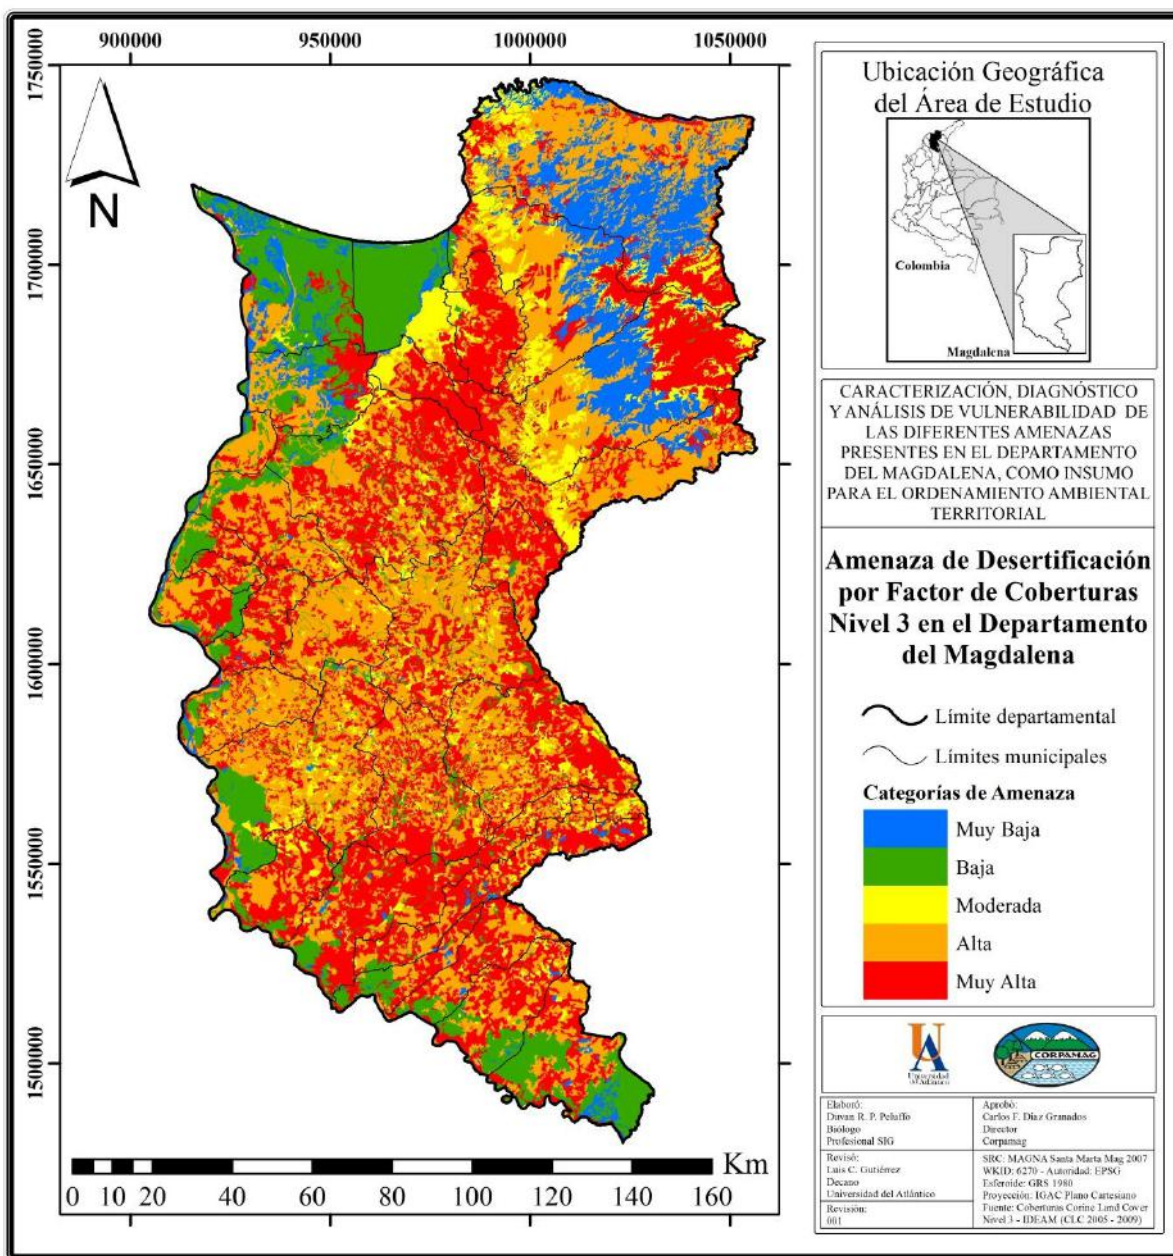 900000 950000 1000000 1050000
1750000
1700000
1650000
1600000
1550000
1500000
N
Km
0 10 20 40 60 80 100 120 140 160
Ubicación Geográfica
del Área de Estudio
Colombia
Magdalena
CARACTERIZACIÓN, DIAGNÓSTICO
Y ANÁLISIS DE VULNERABILIDAD DE
LAS DIFERENTES AMENAZAS
PRESENTES EN EL DEPARTAMENTO
DEL MAGDALENA, COMO INSUMO
PARA EL ORDENAMIENTO AMBIENTAL
TERRITORIAL
Amenaza de Desertificación
por Factor de Coberturas
Nivel 3 en el Departamento
del Magdalena
Límite departamental
Límites municipales
Categorías de Amenaza
Muy Baja
Baja
Moderada
Alta
Muy Alta
UA
Universidad
del Atlántico
CORPAMAG
Elaboró:
Duvan R. P. Peluffo
Biólogo
Profesional SIG
Aprobó:
Carlos F. Díaz Granados
Director
Corpamag
Revisó:
Luis C. Gutiérrez
Decano
Universidad del Atlántico
Revisión:
001
SRC: MAGNA Santa Marta Mag 2007
WKID: 6270 - Autoridad: EPSG
Esferoide: GRS 1980
Proyección: IGAC Plano Cartesiano
Fuente: Coberturas Corine Land Cover
Nivel 3 - IDEAM (CLC 2005 - 2009)